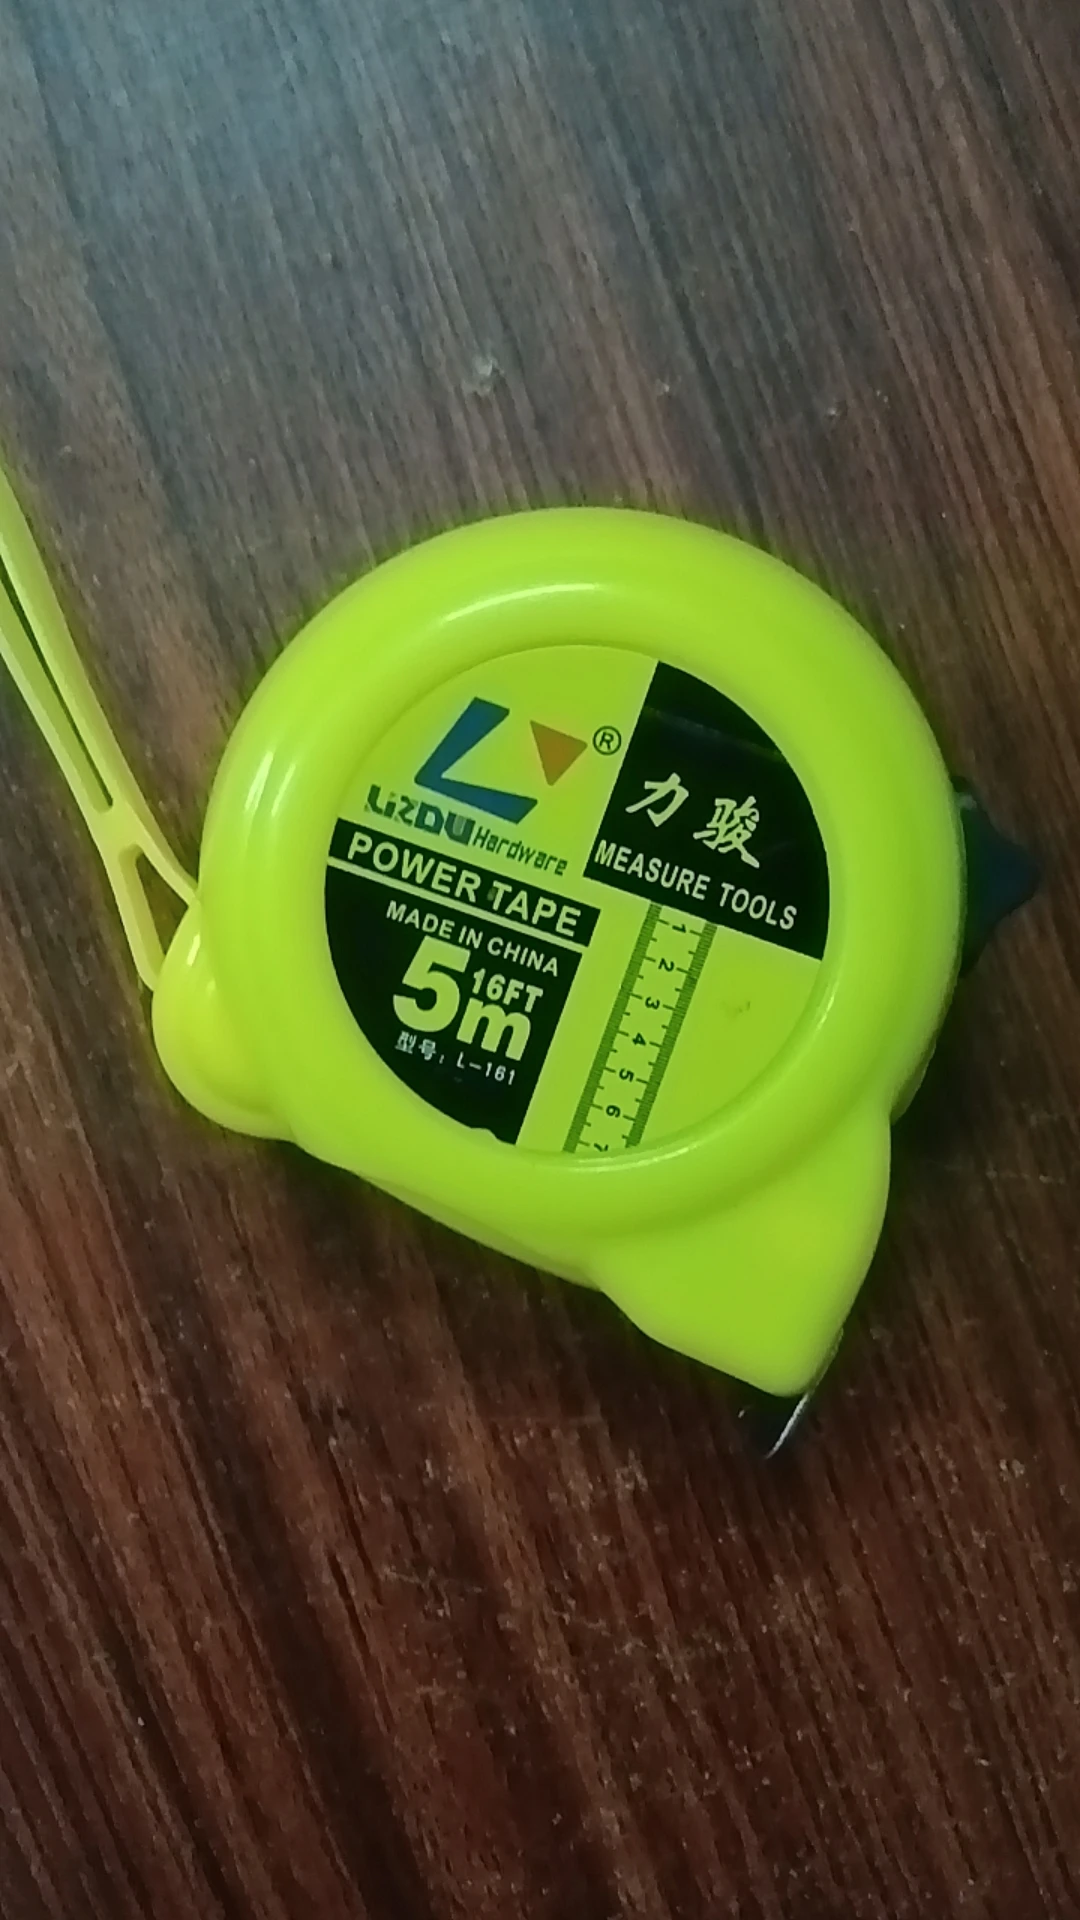 ®
LiZDU Hardware
力骏
MEASURE TOOLS
POWER TAPE
MADE IN CHINA
16FT
5m
型号：L-161
1
2
3
4
5
6
7